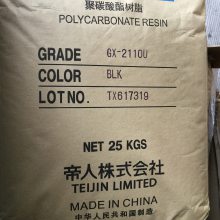 聚碳酸酯树脂
POLYCARBONATE RESIN
GRADE GX-2110U
COLOR BLK
LOT NO. TX617319
NET 25 KGS
帝人株式会社
TEIJIN LIMITED
MADE IN CHINA
中华人民共和国制造